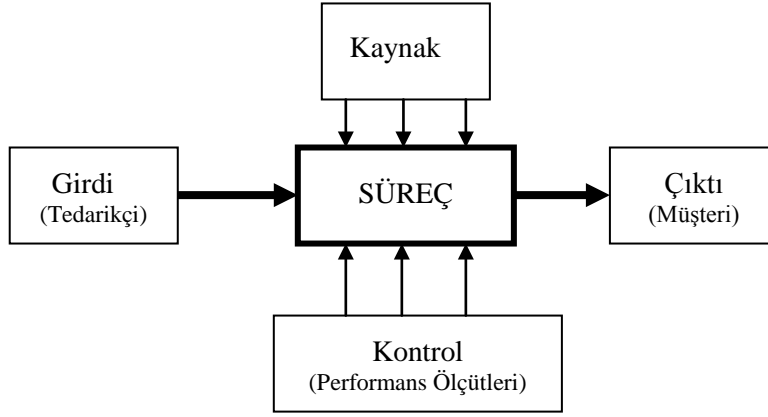 Kaynak
Girdi
(Tedarikçi)
SÜREÇ
Çıktı
(Müşteri)
Kontrol
(Performans Ölçütleri)